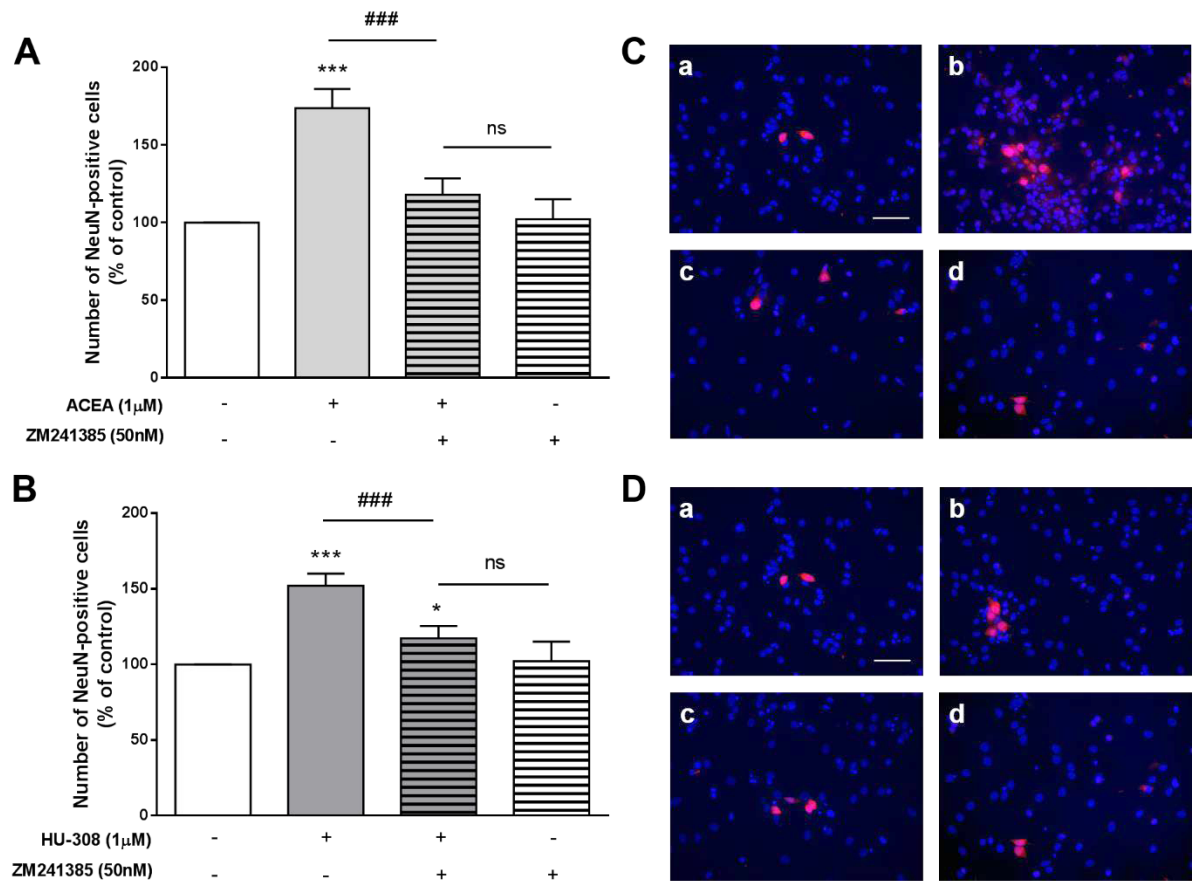 A
Number of NeuN-positive cells
(% of control)
200
150
100
50
0
###
***
ns
ACEA (1µM) - + + -
ZM241385 (50nM) - - + +
B
Number of NeuN-positive cells
(% of control)
200
150
100
50
0
###
***
*
ns
HU-308 (1µM) - + + -
ZM241385 (50nM) - - + +
C
a
b
c
d
D
a
b
c
d